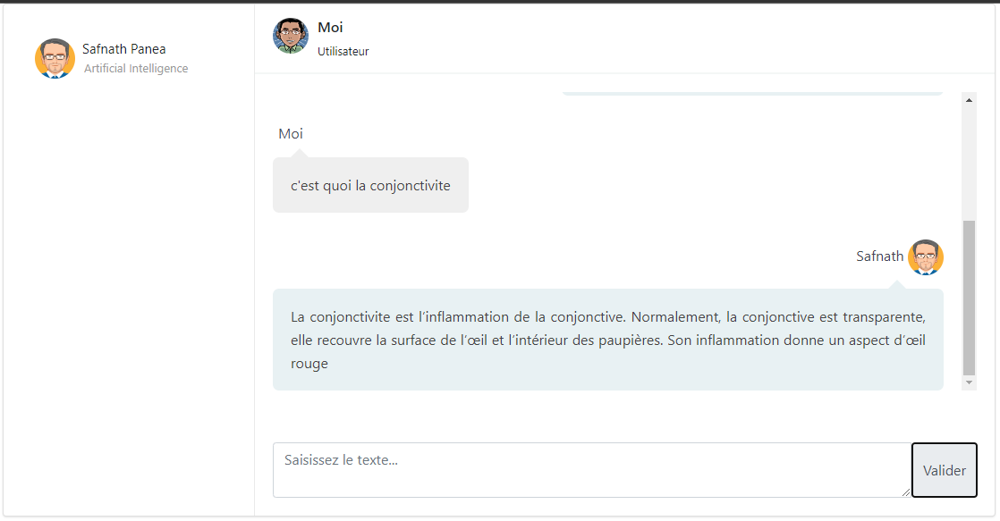 Safnath Panea
Artificial Intelligence
Moi
Utilisateur
Moi
c'est quoi la conjonctivite
Safnath
La conjonctivite est l’inflammation de la conjonctive. Normalement, la conjonctive est transparente,
elle recouvre la surface de l’œil et l’intérieur des paupières. Son inflammation donne un aspect d’œil
rouge
Saisissez le texte...
Valider